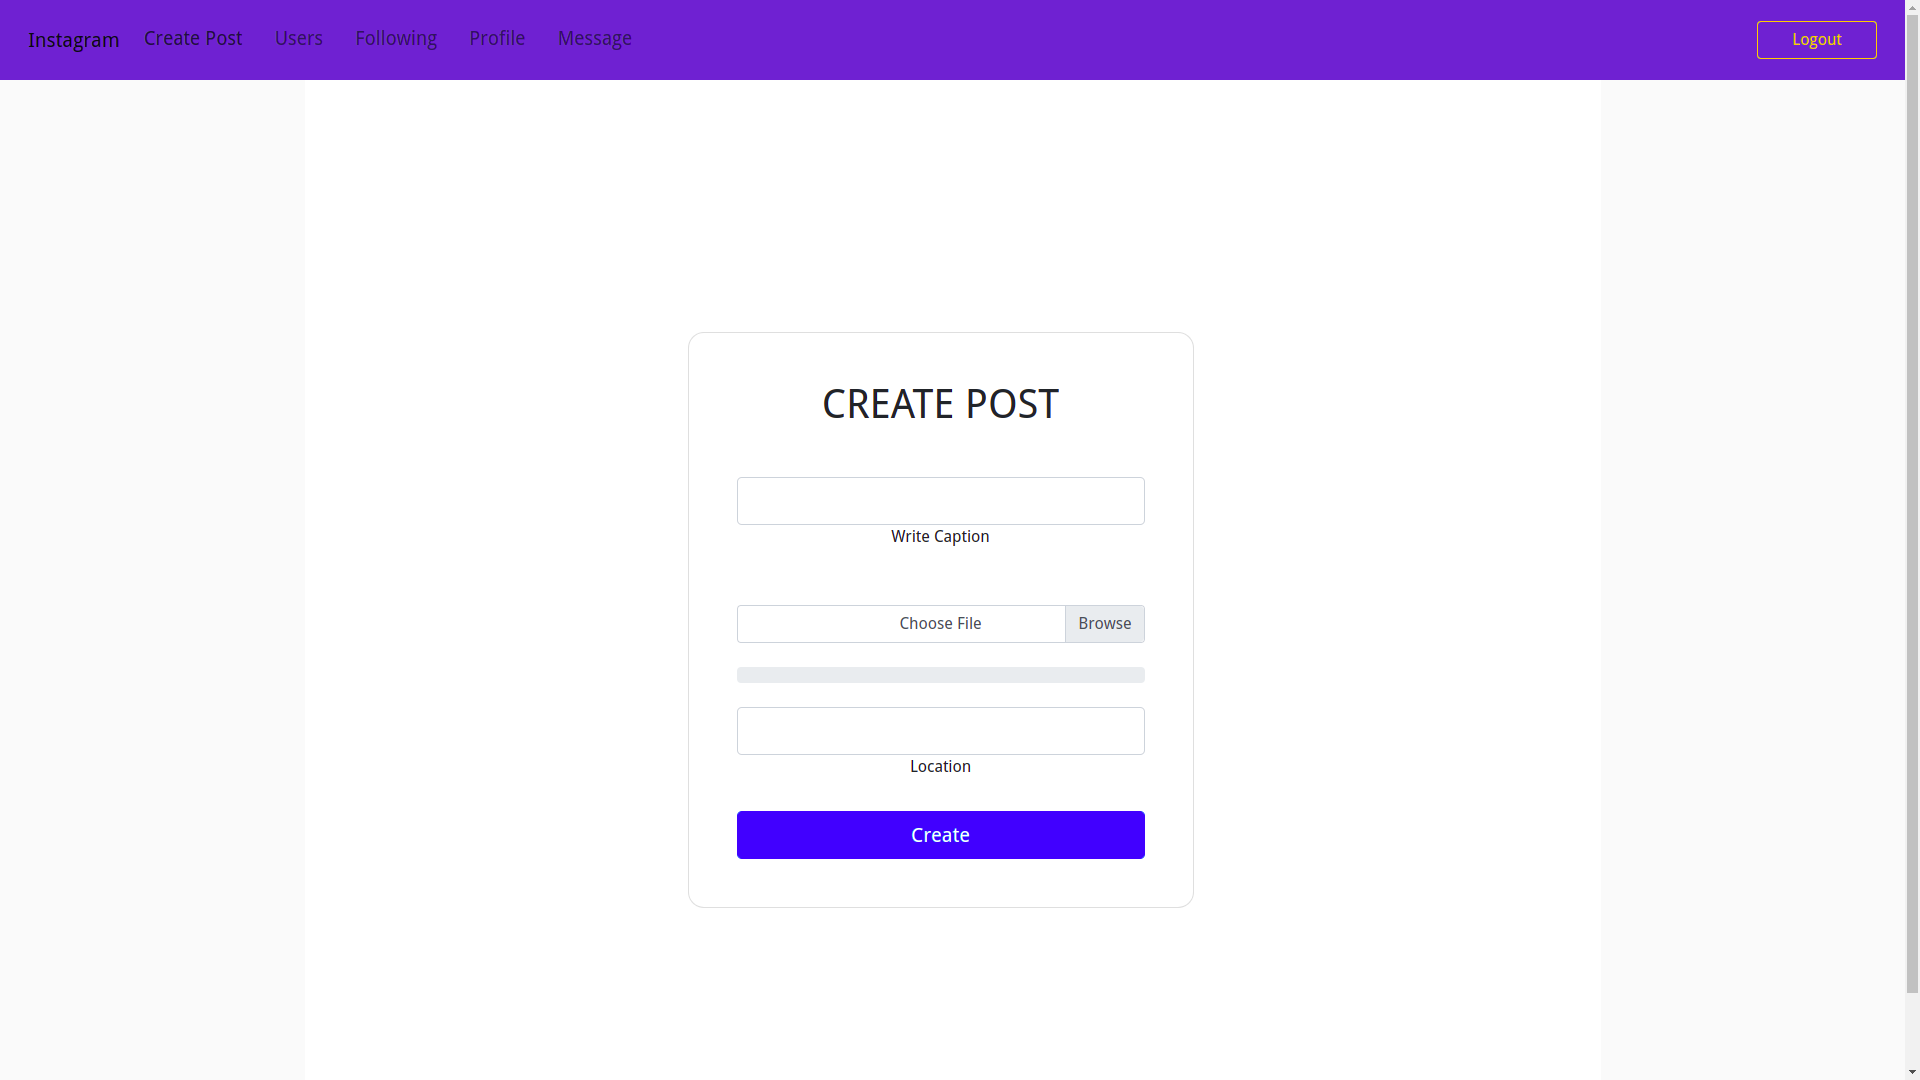 Instagram Create Post Users Following Profile Message Logout
CREATE POST
Write Caption
Choose File Browse
Location
Create